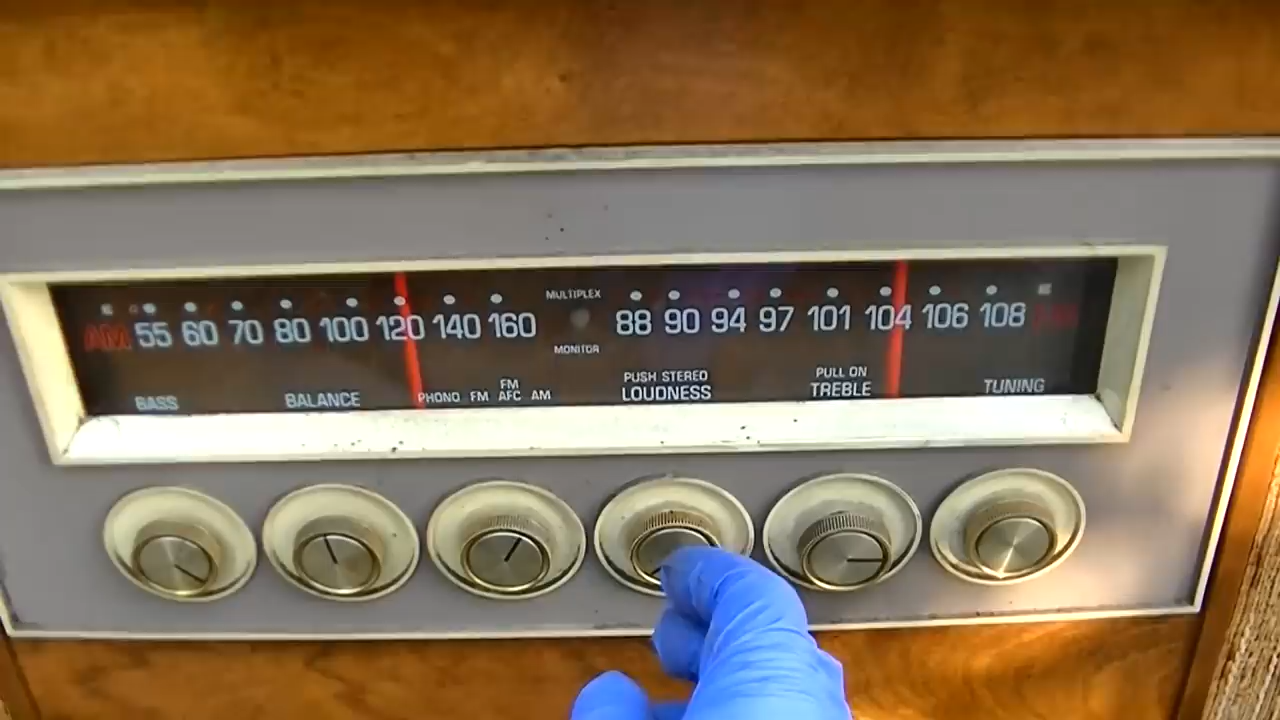 MULTIPLEX
AM 55 60 70 80 100 120 140 160 88 90 94 97 101 104 106 108
MONITOR
BASS BALANCE PHONO FM FM AFC AM PUSH STEREO LOUDNESS PULL ON TREBLE TUNING